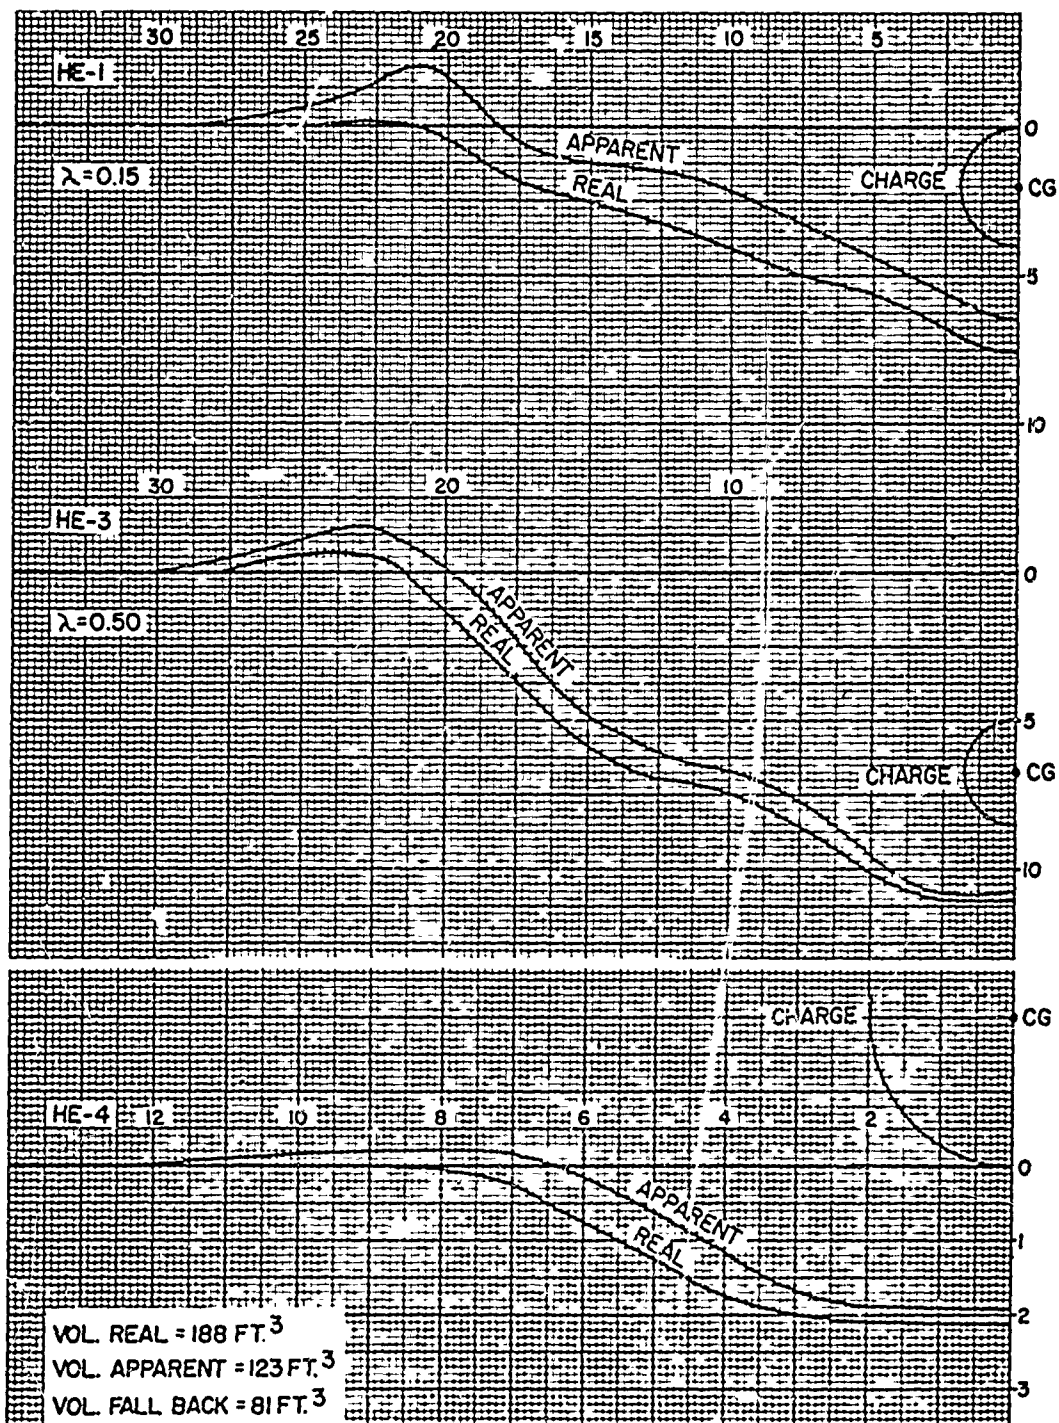 30 25 20 15 10 5
HE-1
0
APPARENT
λ=0.15
REAL
CHARGE
CG
5
10
30 20 10
HE-3
0
λ=0.50
APPARENT
REAL
5
CHARGE
CG
10
CHARGE
CG
HE-4 12 10 8 6 4 2
0
APPARENT
REAL
1
2
VOL. REAL = 188 FT.³
VOL. APPARENT = 123 FT.³
3
VOL. FALL BACK = 81 FT.³